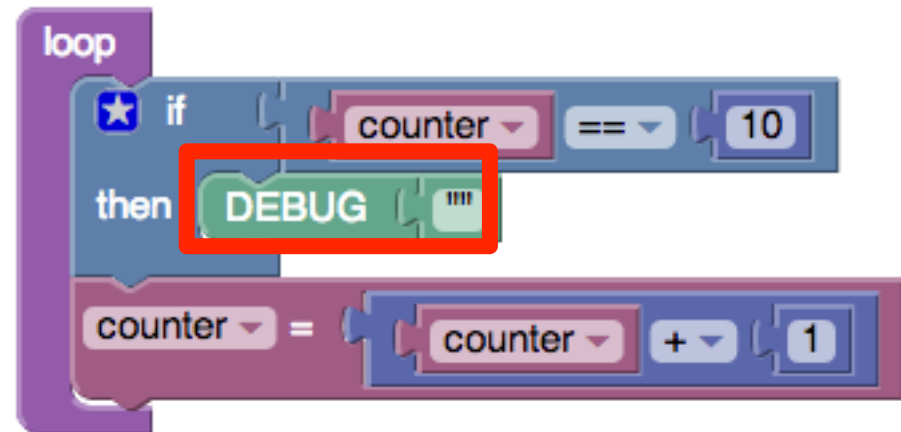 loop
if counter == 10
then DEBUG ""
counter = counter + 1